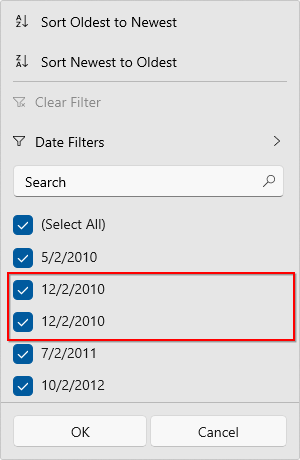 Sort Oldest to Newest
Sort Newest to Oldest
Clear Filter
Date Filters
Search
(Select All)
5/2/2010
12/2/2010
12/2/2010
7/2/2011
10/2/2012
OK
Cancel